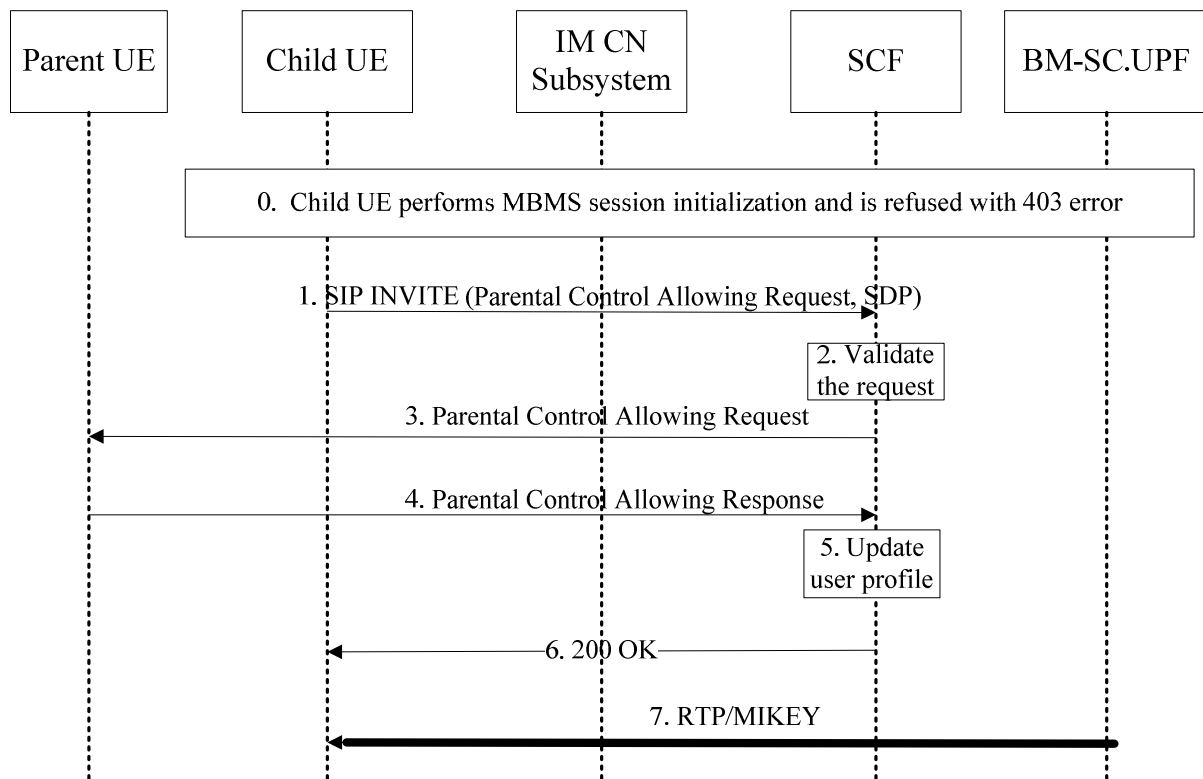 Parent UE
Child UE
IM CN
Subsystem
SCF
BM-SC.UPF
0. Child UE performs MBMS session initialization and is refused with 403 error
1. SIP INVITE (Parental Control Allowing Request, SDP)
2. Validate
the request
3. Parental Control Allowing Request
4. Parental Control Allowing Response
5. Update
user profile
6. 200 OK
7. RTP/MIKEY